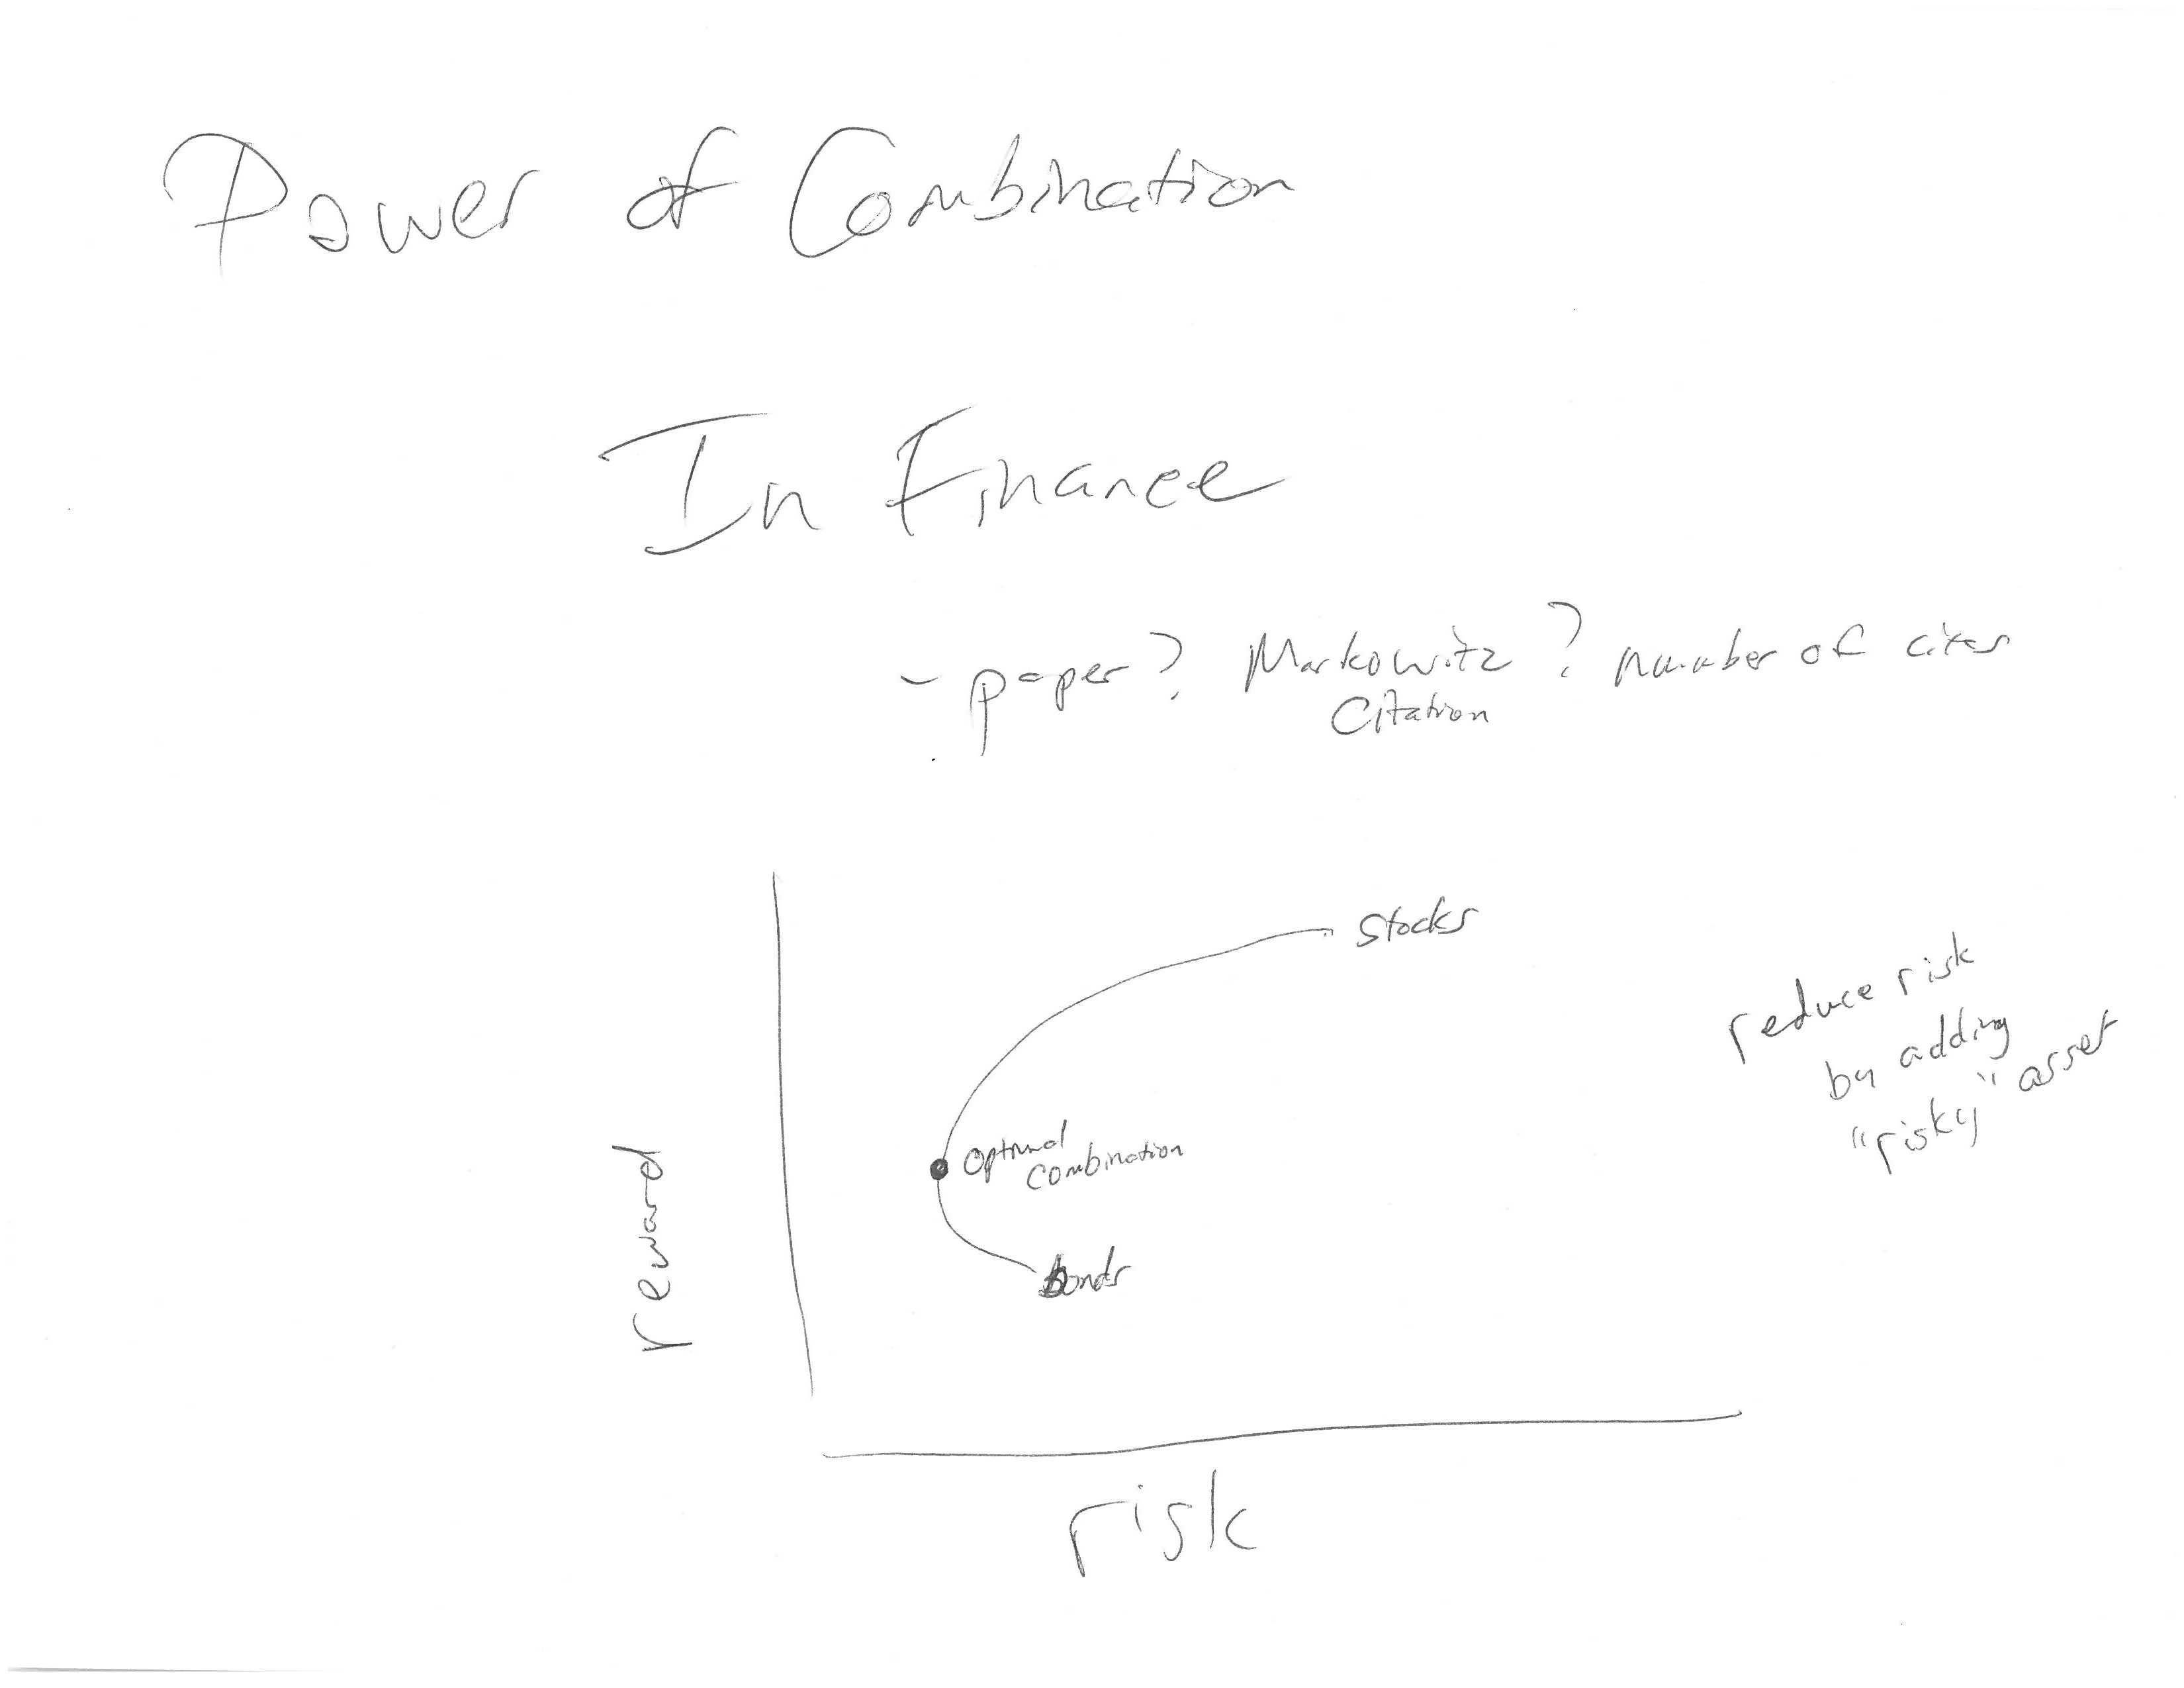 Power of Combination
In Finance
- paper? Markowitz? number of cites
Citation
stocks
reduce risk
by adding
"risky" asset
optimal
combination
bonds
reward
risk